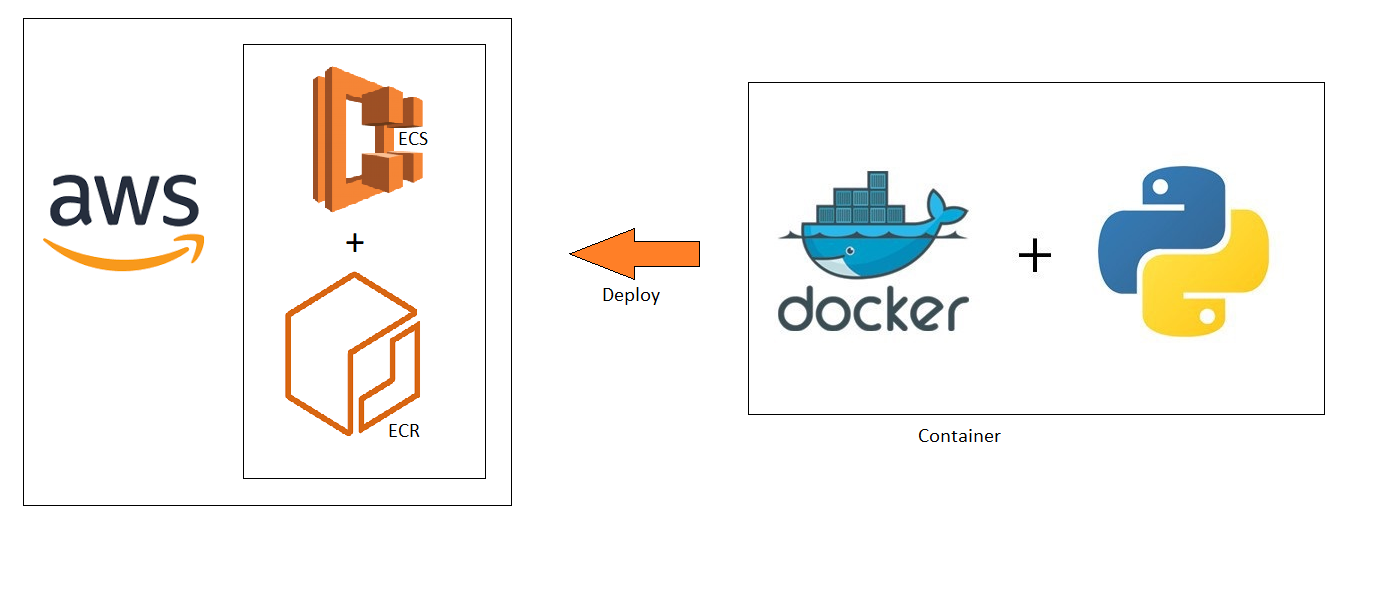 aws
ECS
+
ECR
Deploy
docker
+
Container